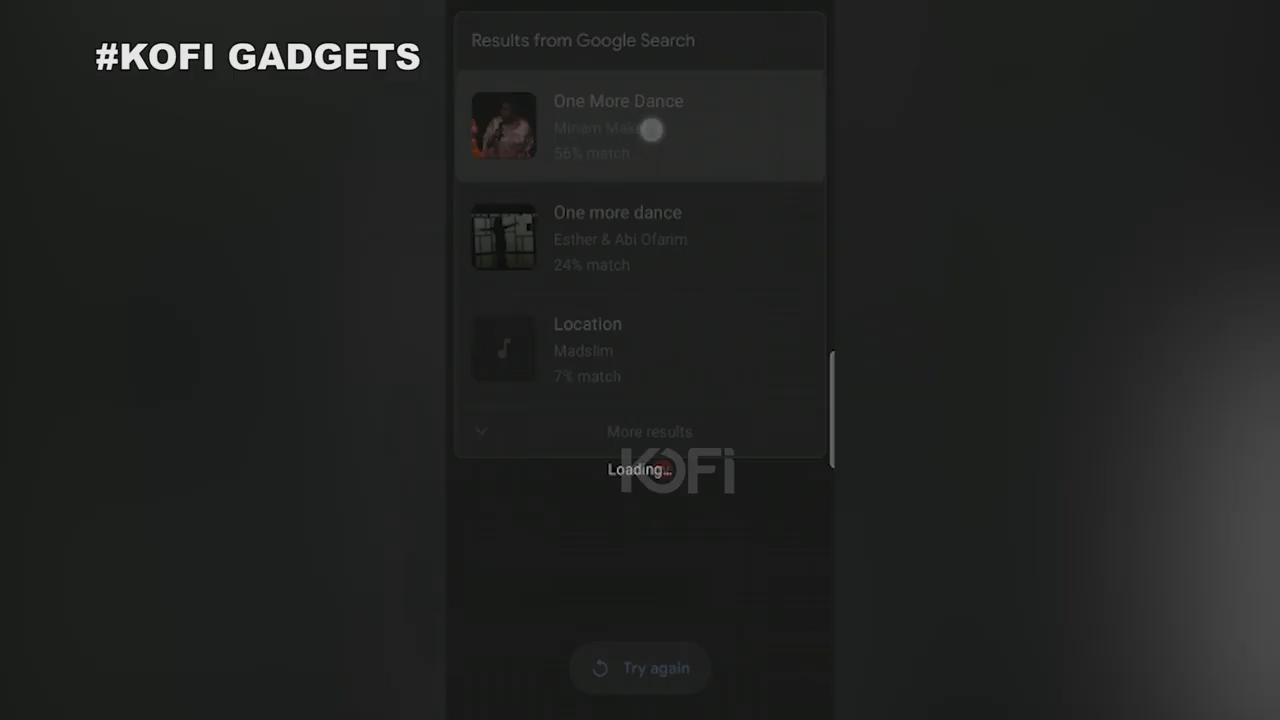 #KOFI GADGETS
Results from Google Search
One More Dance
Miriam
56% match
One more dance
Esther & Abi Ofarim
24% match
Location
Madslim
7% match
More results
KOFi
Loading...
Try again